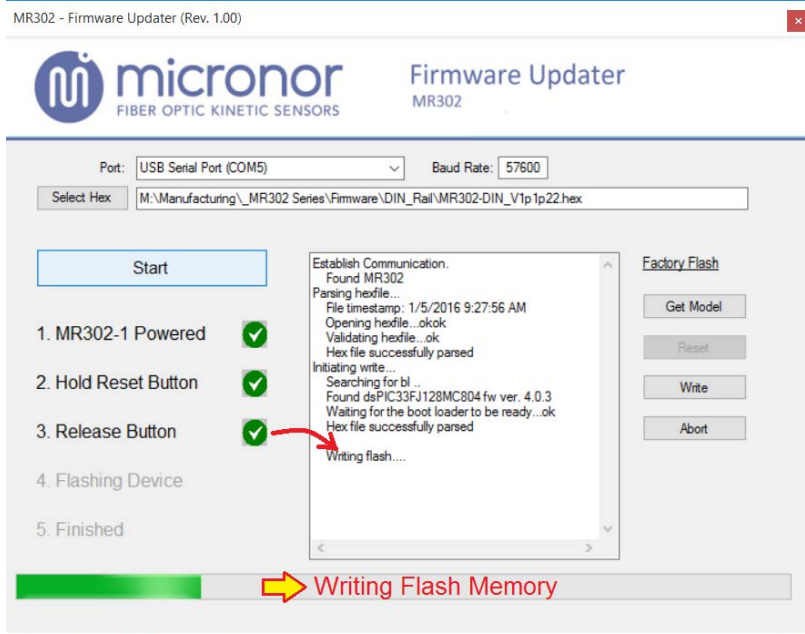 MR302 - Firmware Updater (Rev. 1.00)
micronor
FIBER OPTIC KINETIC SENSORS
Firmware Updater
MR302
Port: USB Serial Port (COM5) Baud Rate: 57600
Select Hex M:\Manufacturing\_MR302 Series\Firmware\DIN_Rail\MR302-DIN_V1p1p22.hex
Start
1. MR302-1 Powered
2. Hold Reset Button
3. Release Button
4. Flashing Device
5. Finished
Establish Communication.
Found MR302
Parsing hexfile...
File timestamp: 1/5/2016 9:27:56 AM
Opening hexfile...okok
Validating hexfile...ok
Hex file successfully parsed
Initiating write...
Searching for bl ..
Found dsPIC33FJ128MC804 fw ver. 4.0.3
Waiting for the boot loader to be ready...ok
Hex file successfully parsed
Writing flash....
Factory Flash
Get Model
Reset
Write
Abort
Writing Flash Memory